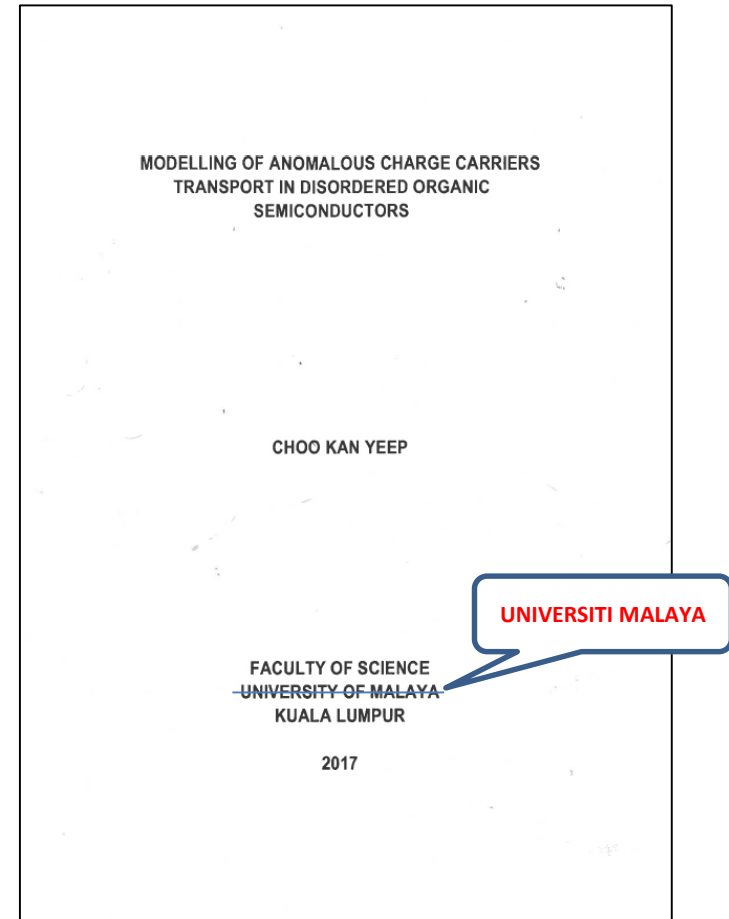 MODELLING OF ANOMALOUS CHARGE CARRIERS
TRANSPORT IN DISORDERED ORGANIC
SEMICONDUCTORS
CHOO KAN YEEP
UNIVERSITI MALAYA
FACULTY OF SCIENCE
UNIVERSITY OF MALAYA
KUALA LUMPUR
2017